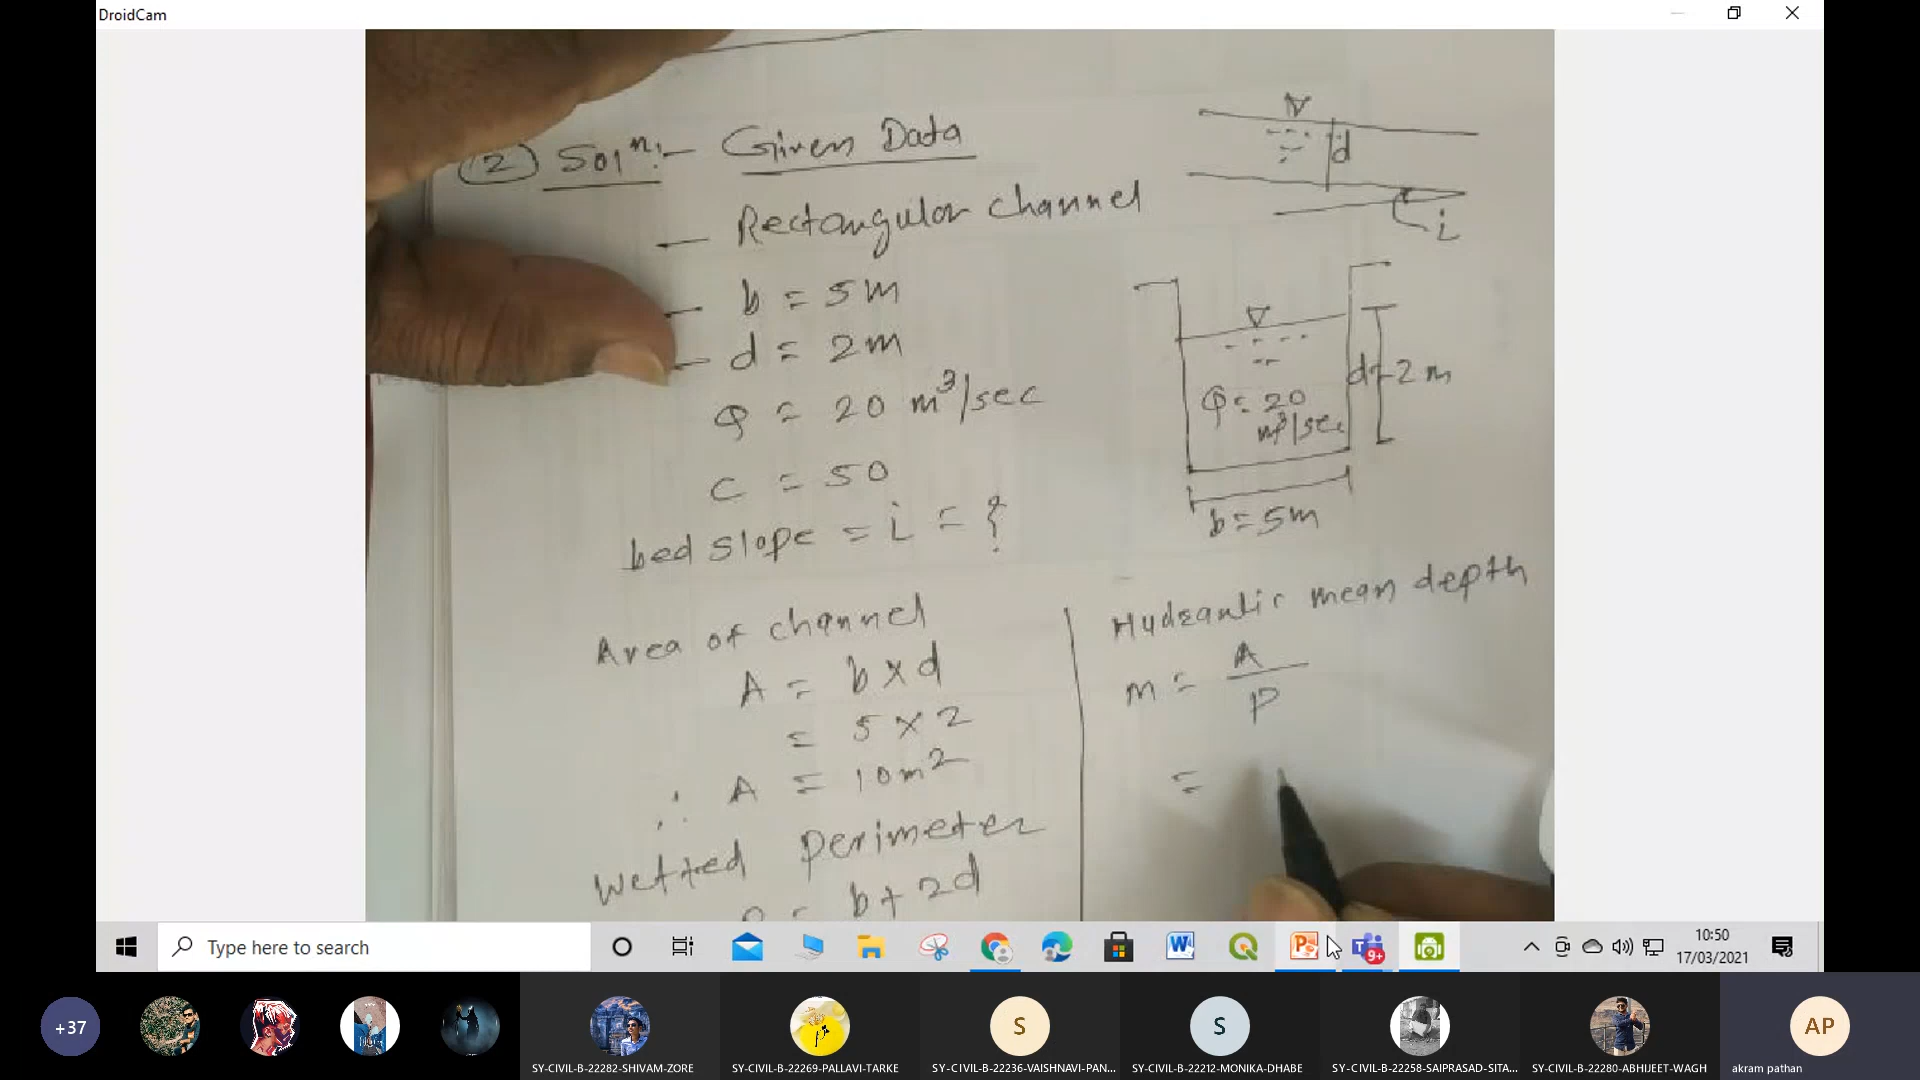 DroidCam
(2) Solⁿ:- Given Data
- Rectangular channel
- b = 5m
- d = 2m
Q = 20 m³/sec
C = 50
bed slope = i = ?
Area of channel
A = b x d
= 5 x 2
∴ A = 10m²
Wetted perimeter
P = b + 2d
d
i
Q = 20
m³/sec
d = 2m
b = 5m
Hydraulic mean depth
m = A/P
=
Type here to search
9+
10:50
17/03/2021
+37
SY-CIVIL-B-22282-SHIVAM-ZORE
SY-CIVIL-B-22269-PALLAVI-TARKE
S
SY-CIVIL-B-22236-VAISHNAVI-PAN...
S
SY-CIVIL-B-22212-MONIKA-DHABE
SY-CIVIL-B-22258-SAIPRASAD-SITA...
SY-CIVIL-B-22280-ABHIJEET-WAGH
AP
akram pathan